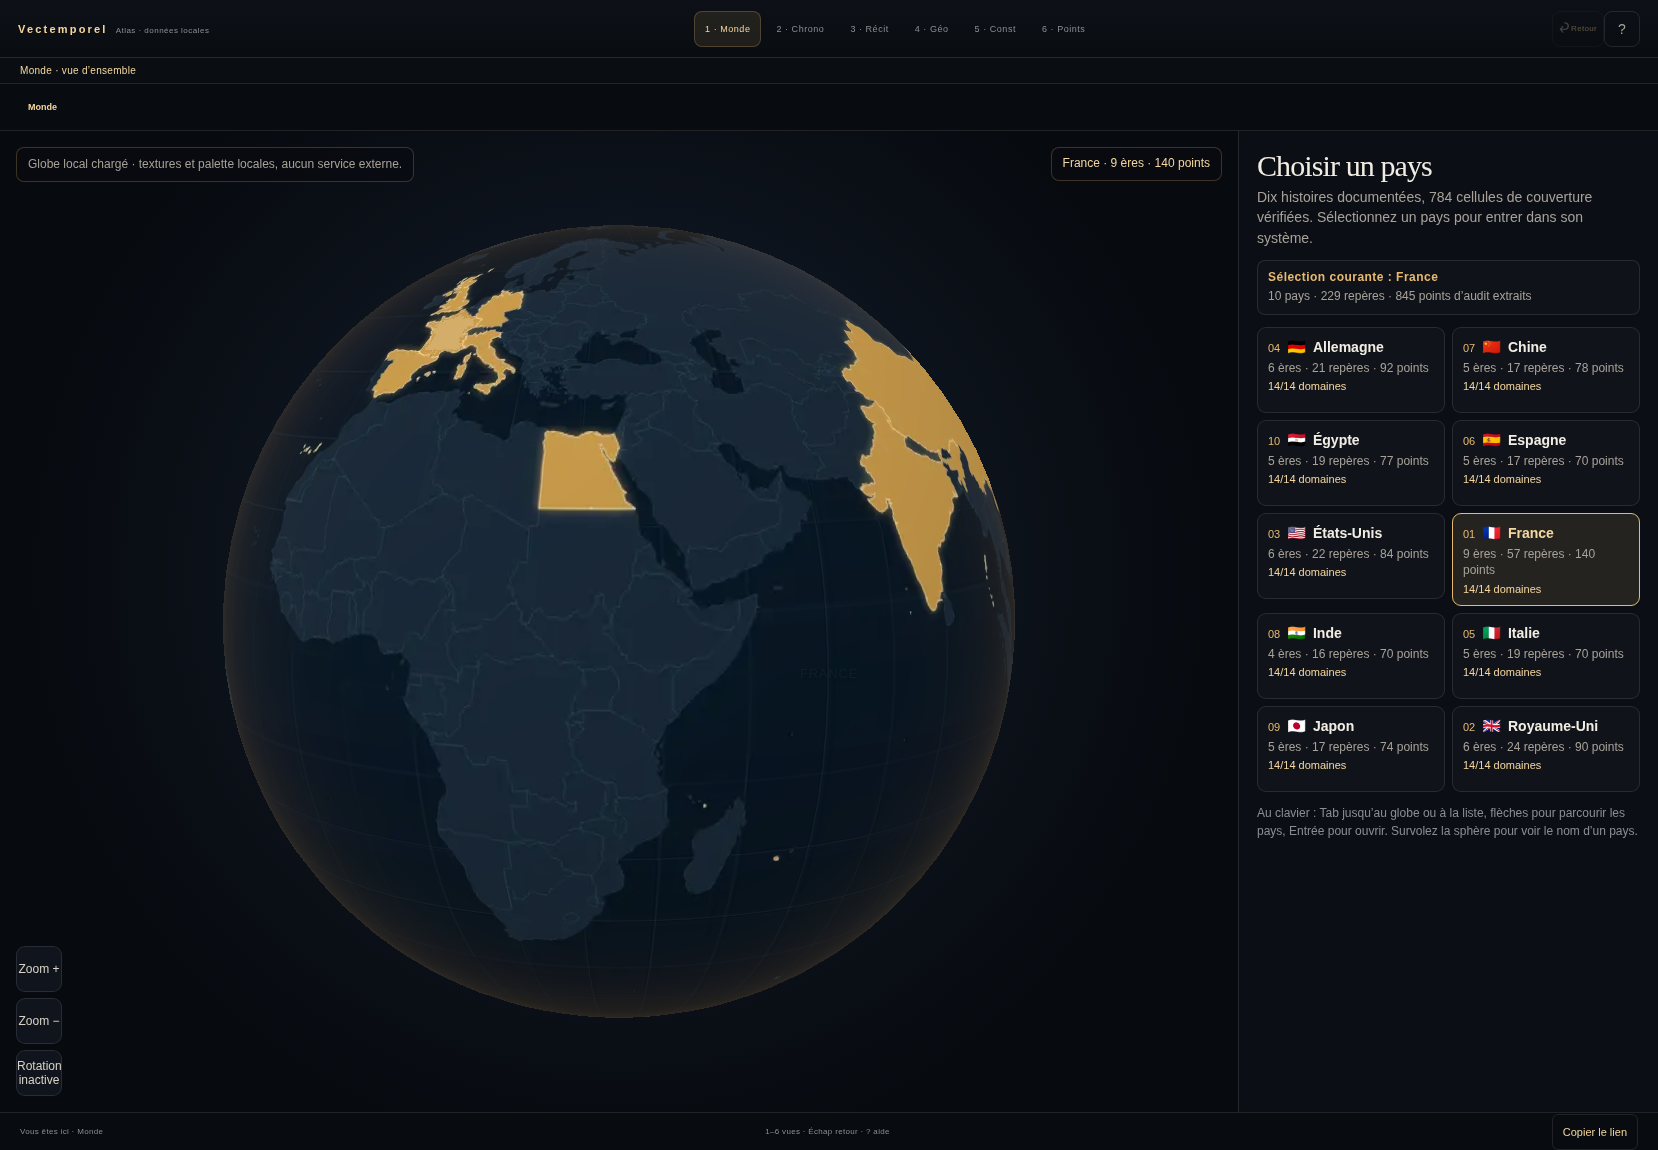 Vectemporel Atlas · données locales
1 · Monde 2 · Chrono 3 · Récit 4 · Géo 5 · Const 6 · Points
Retour ?
Monde · vue d’ensemble
Monde
Globe local chargé · textures et palette locales, aucun service externe.
France · 9 ères · 140 points
FRANCE
Zoom +
Zoom −
Rotation
inactive
Choisir un pays
Dix histoires documentées, 784 cellules de couverture
vérifiées. Sélectionnez un pays pour entrer dans son
système.
Sélection courante : France
10 pays · 229 repères · 845 points d’audit extraits
04 Allemagne
6 ères · 21 repères · 92 points
14/14 domaines
07 Chine
5 ères · 17 repères · 78 points
14/14 domaines
10 Égypte
5 ères · 19 repères · 77 points
14/14 domaines
06 Espagne
5 ères · 17 repères · 70 points
14/14 domaines
03 États-Unis
6 ères · 22 repères · 84 points
14/14 domaines
01 France
9 ères · 57 repères · 140
points
14/14 domaines
08 Inde
4 ères · 16 repères · 70 points
14/14 domaines
05 Italie
5 ères · 19 repères · 70 points
14/14 domaines
09 Japon
5 ères · 17 repères · 74 points
14/14 domaines
02 Royaume-Uni
6 ères · 24 repères · 90 points
14/14 domaines
Au clavier : Tab jusqu’au globe ou à la liste, flèches pour parcourir les
pays, Entrée pour ouvrir. Survolez la sphère pour voir le nom d’un pays.
Vous êtes ici · Monde
1–6 vues · Échap retour · ? aide
Copier le lien